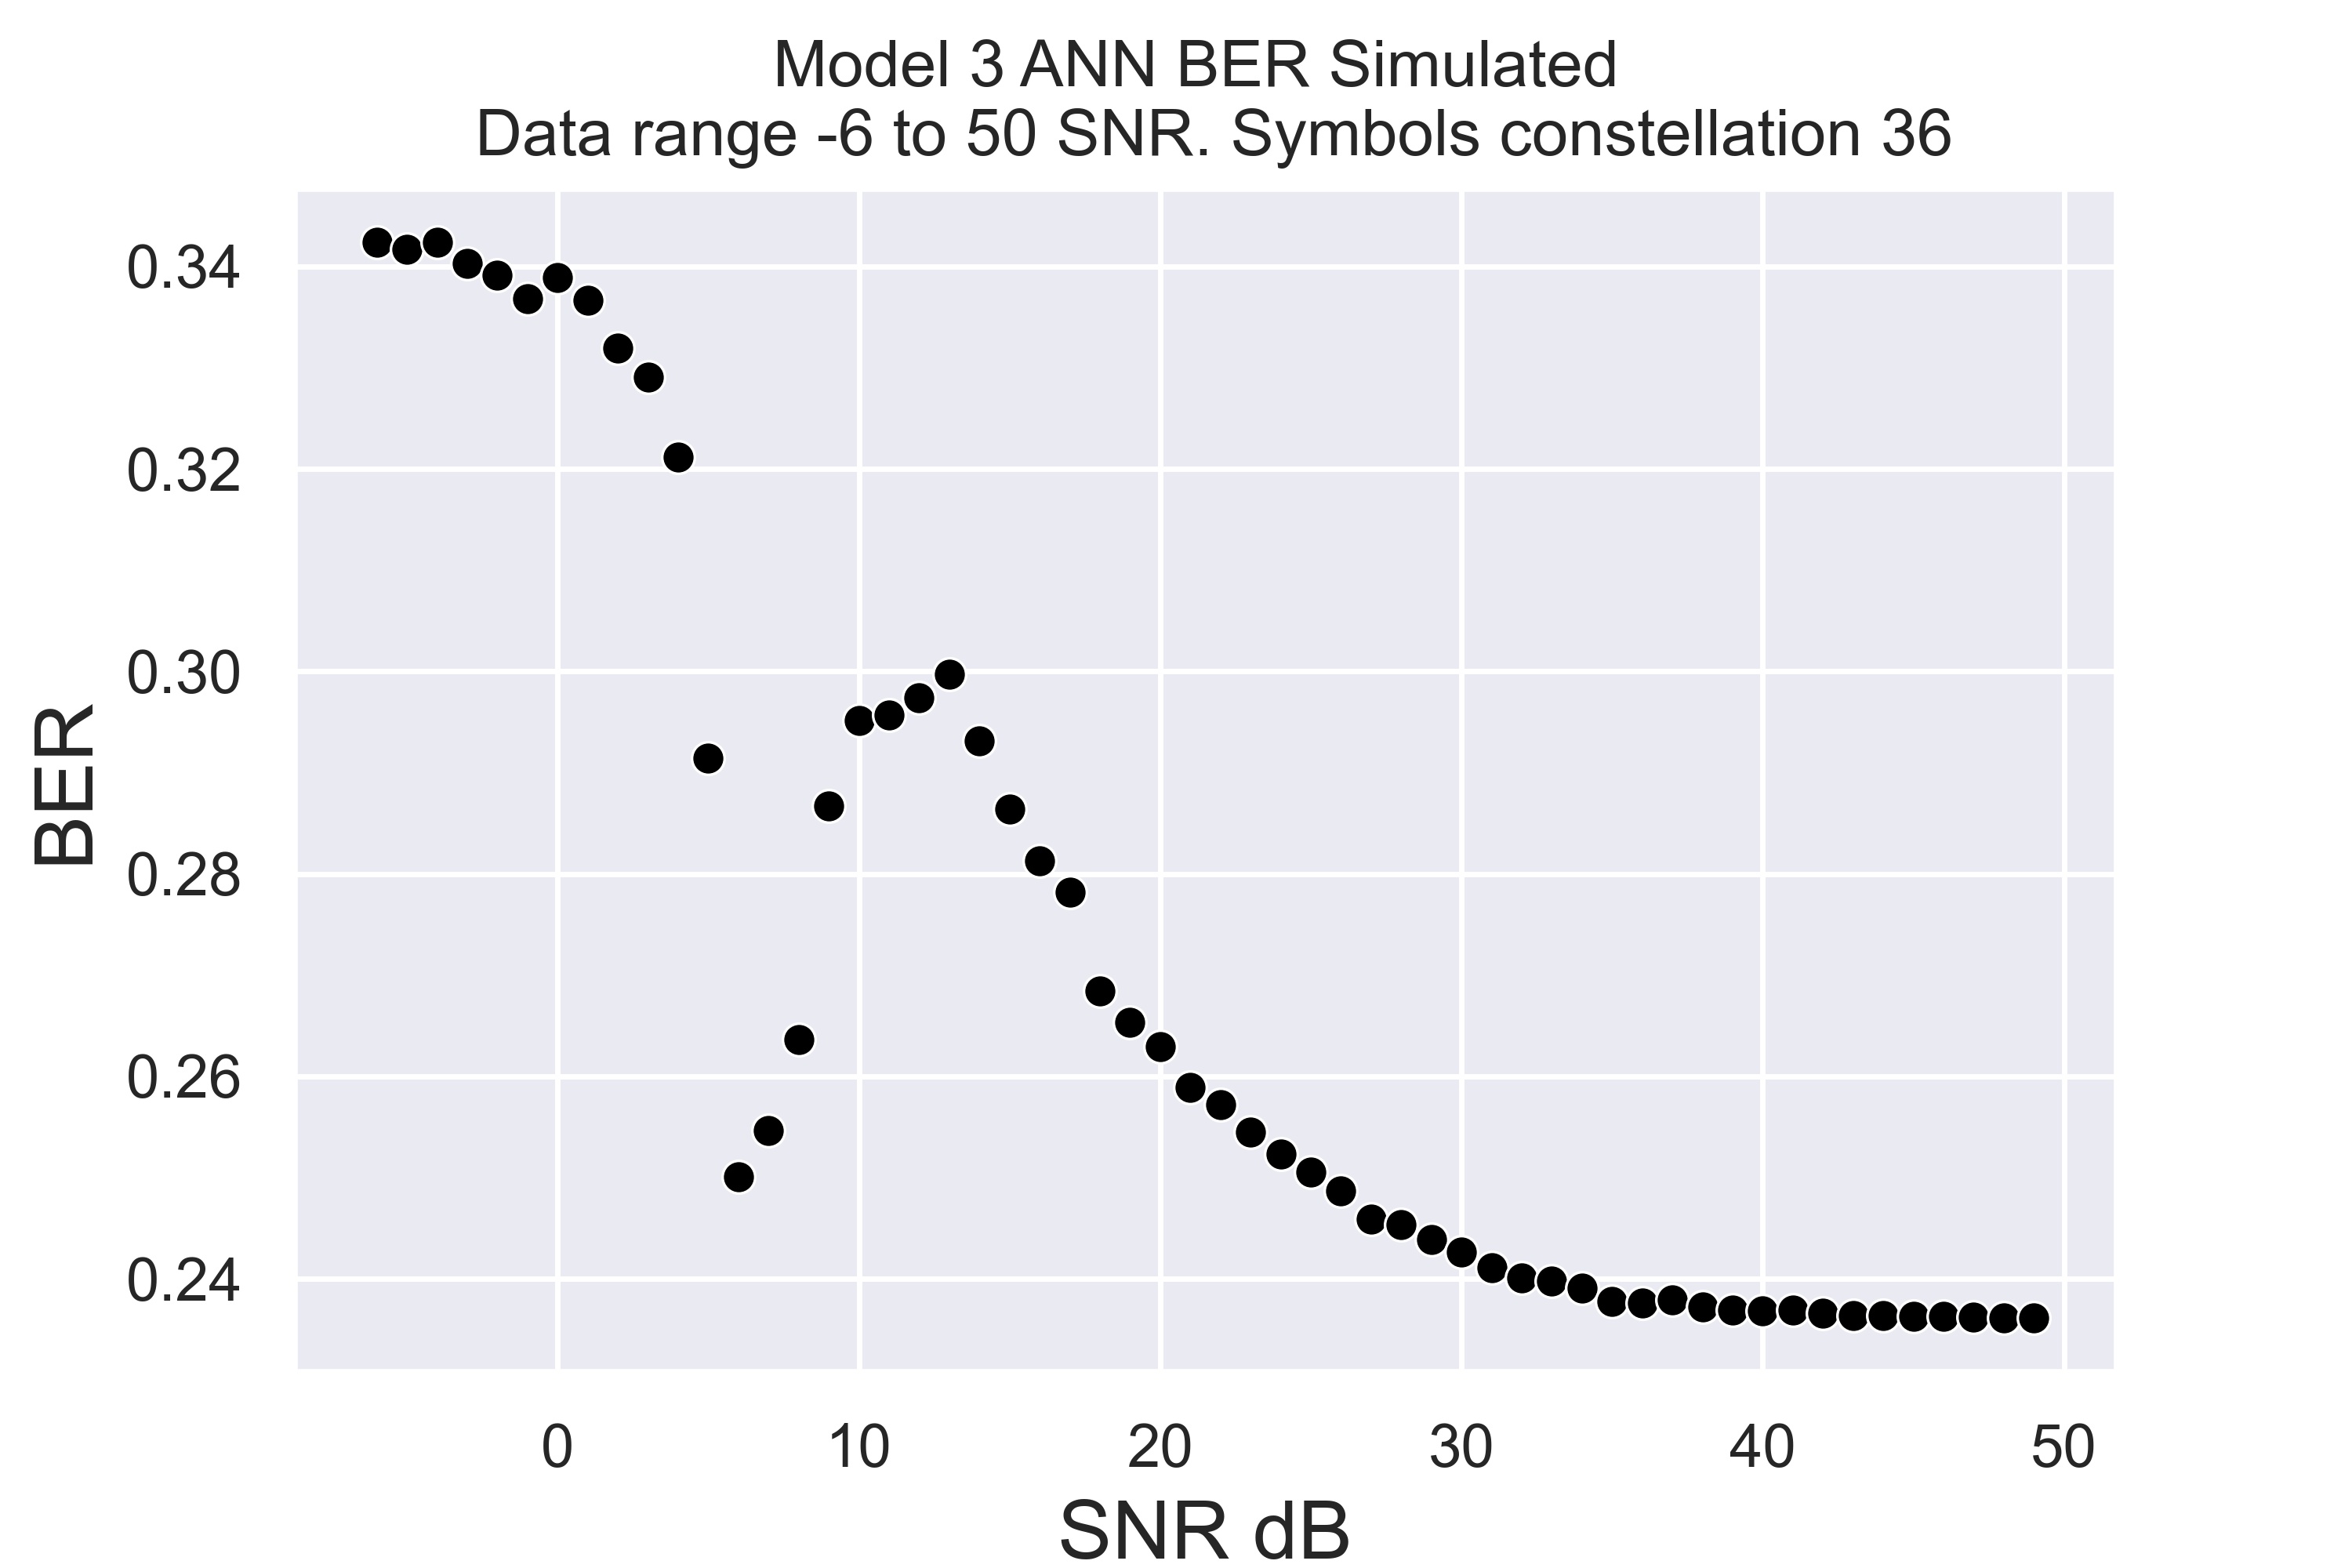 Model 3 ANN BER Simulated
Data range -6 to 50 SNR. Symbols constellation 36
0.34
0.32
0.30
0.28
0.26
0.24
BER
0 10 20 30 40 50
SNR dB